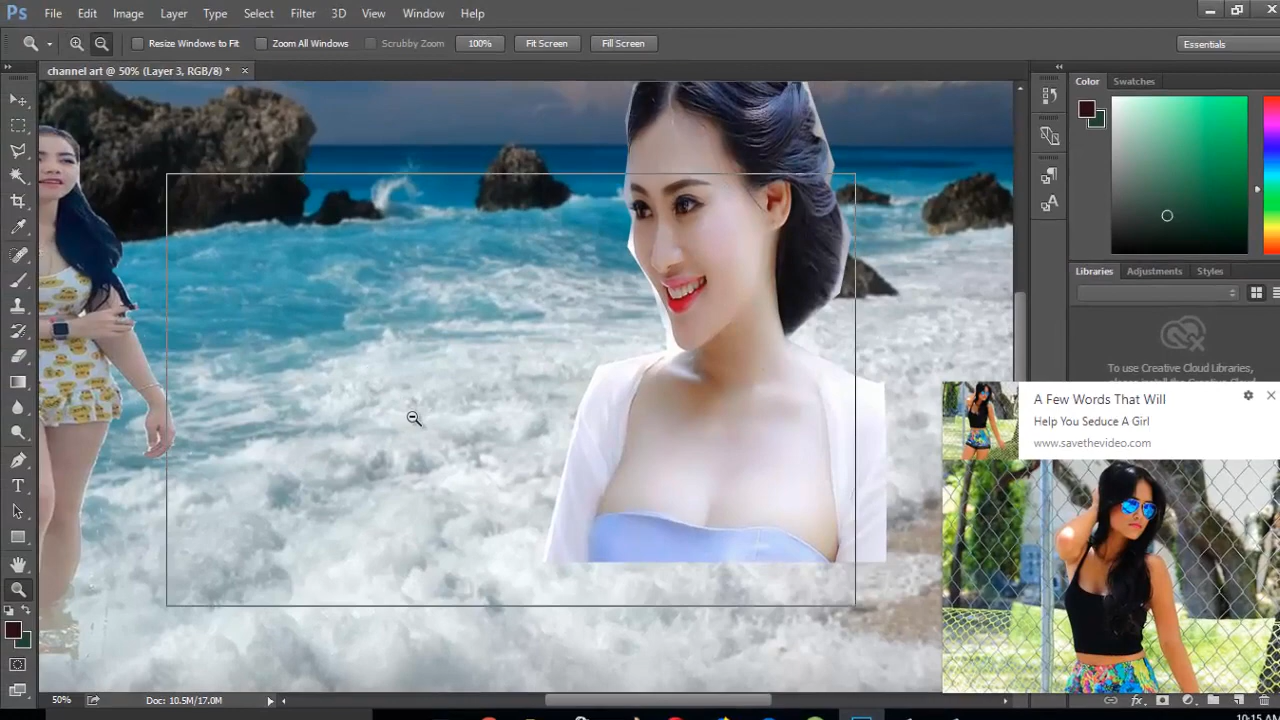 Ps File Edit Image Layer Type Select Filter 3D View Window Help
Resize Windows to Fit Zoom All Windows Scrubby Zoom 100% Fit Screen Fill Screen Essentials
channel art @ 50% (Layer 3, RGB/8) * ×
Color Swatches
Libraries Adjustments Styles
To use Creative Cloud Libraries,
A Few Words That Will
Help You Seduce A Girl
www.savethevideo.com
50% Doc: 10.5M/17.0M